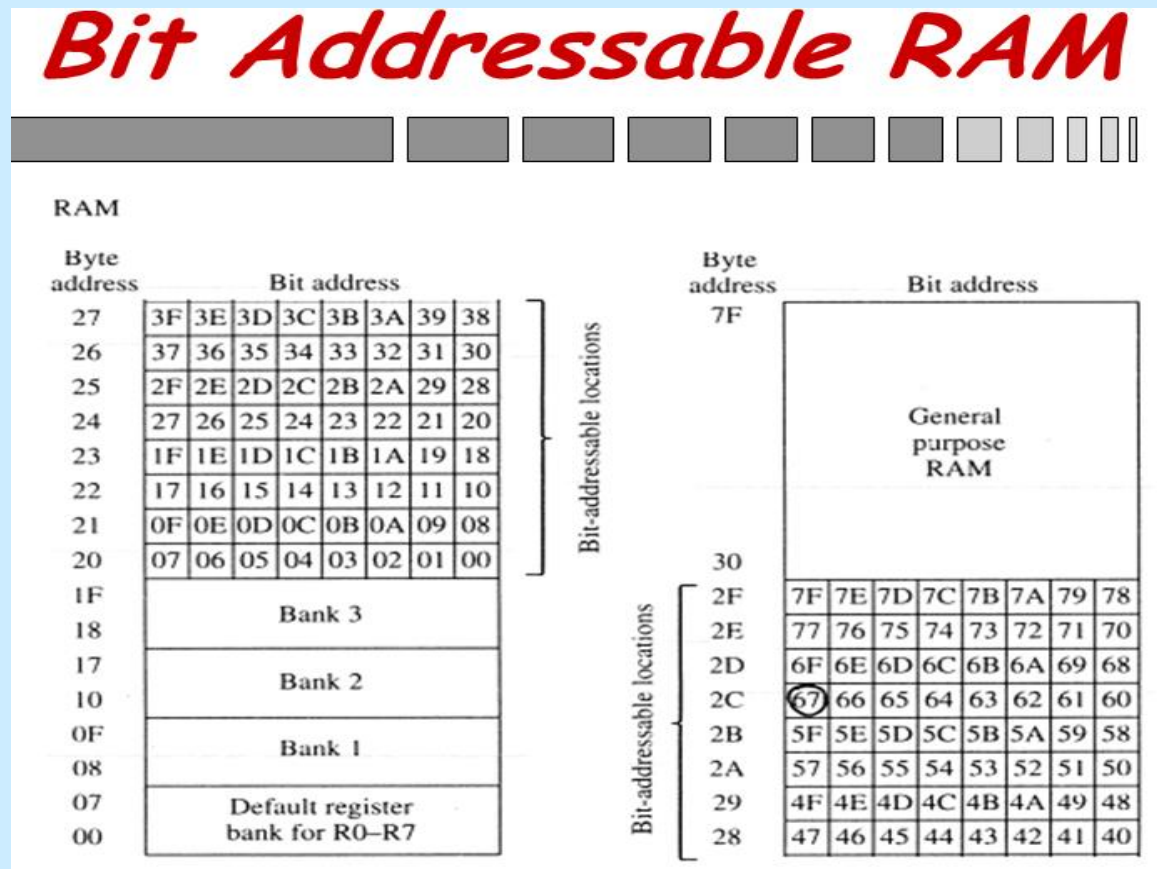 Bit Addressable RAM
RAM
Byte address Bit address
27 3F 3E 3D 3C 3B 3A 39 38
26 37 36 35 34 33 32 31 30
25 2F 2E 2D 2C 2B 2A 29 28
24 27 26 25 24 23 22 21 20
23 1F 1E 1D 1C 1B 1A 19 18
22 17 16 15 14 13 12 11 10
21 0F 0E 0D 0C 0B 0A 09 08
20 07 06 05 04 03 02 01 00
Bit-addressable locations
1F
Bank 3
18
17
Bank 2
10
0F
Bank 1
08
07 Default register
00 bank for R0–R7
Byte address Bit address
7F
General
purpose
RAM
30
2F 7F 7E 7D 7C 7B 7A 79 78
2E 77 76 75 74 73 72 71 70
2D 6F 6E 6D 6C 6B 6A 69 68
2C 67 66 65 64 63 62 61 60
2B 5F 5E 5D 5C 5B 5A 59 58
2A 57 56 55 54 53 52 51 50
29 4F 4E 4D 4C 4B 4A 49 48
28 47 46 45 44 43 42 41 40
Bit-addressable locations